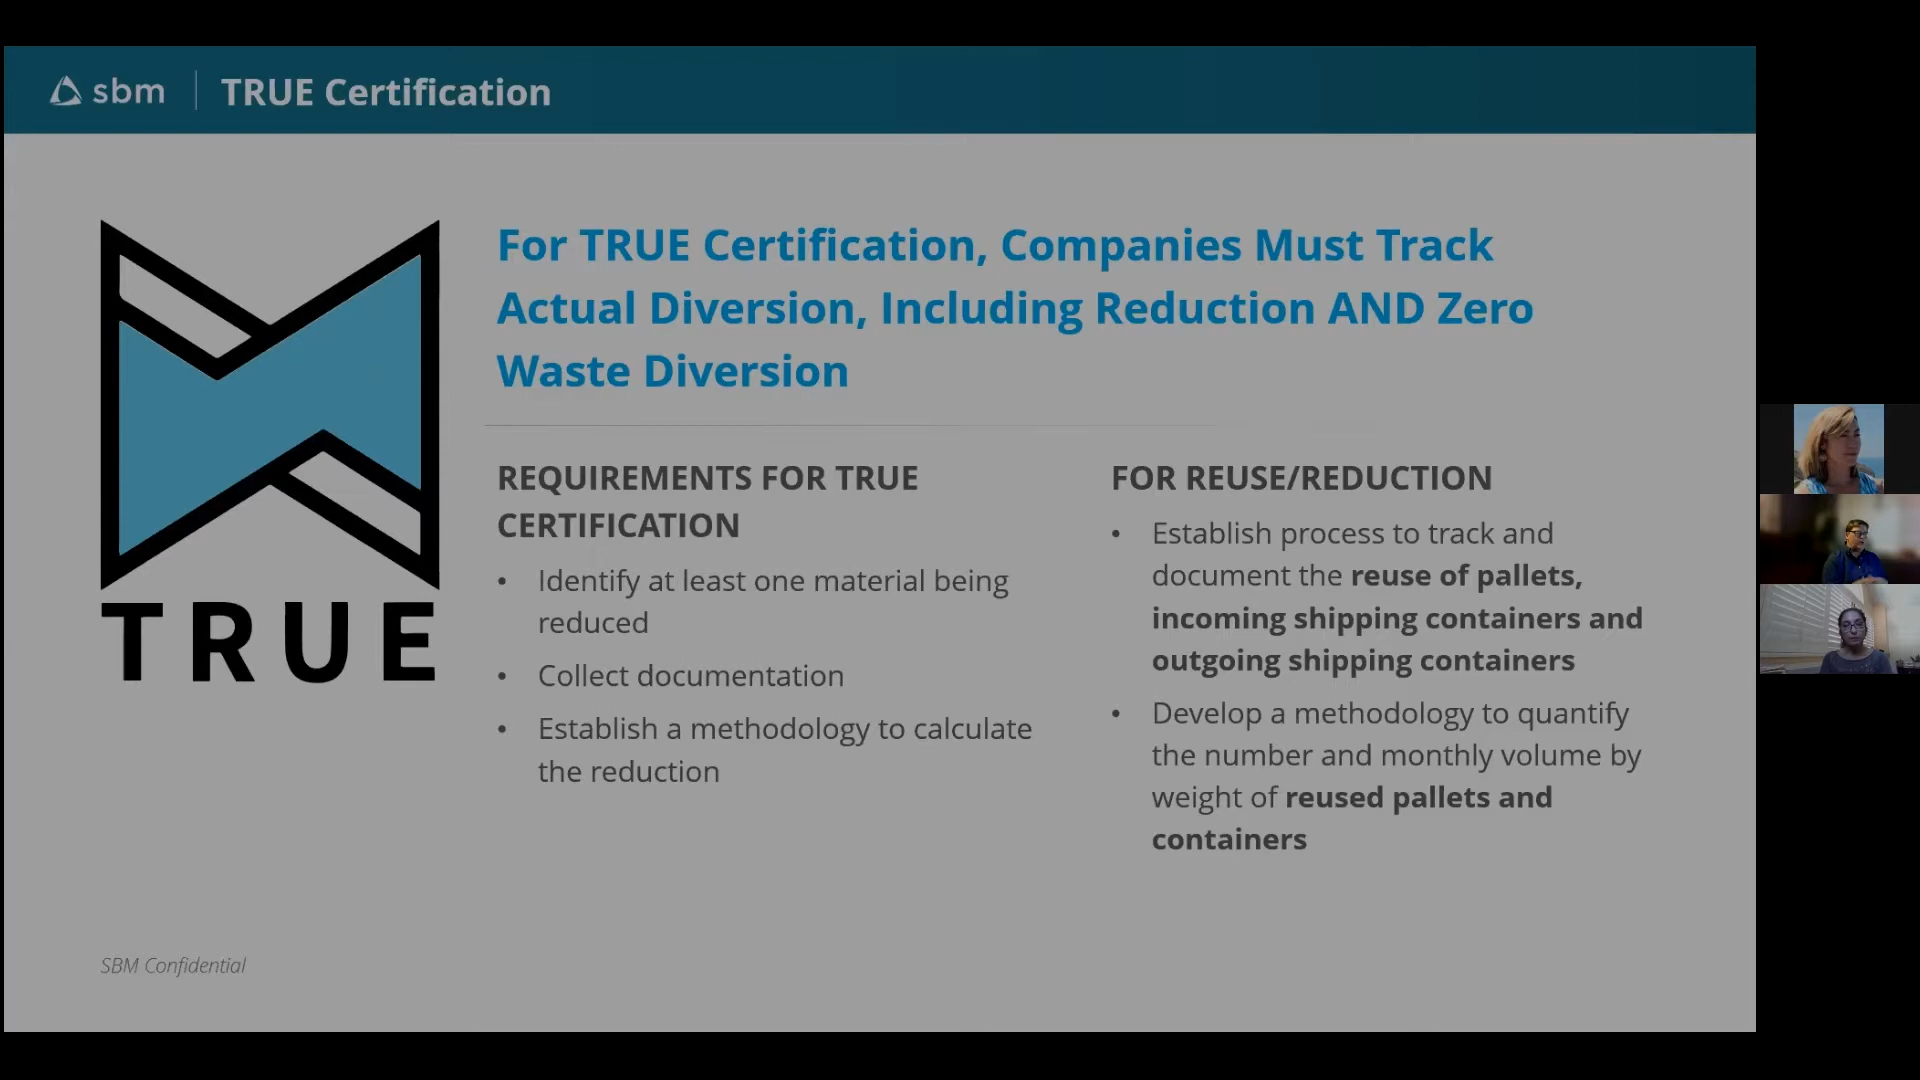 sbm
TRUE Certification
TRUE
For TRUE Certification, Companies Must Track
Actual Diversion, Including Reduction AND Zero
Waste Diversion
REQUIREMENTS FOR TRUE
CERTIFICATION
• Identify at least one material being
reduced
• Collect documentation
• Establish a methodology to calculate
the reduction
FOR REUSE/REDUCTION
• Establish process to track and
document the reuse of pallets,
incoming shipping containers and
outgoing shipping containers
• Develop a methodology to quantify
the number and monthly volume by
weight of reused pallets and
containers
SBM Confidential